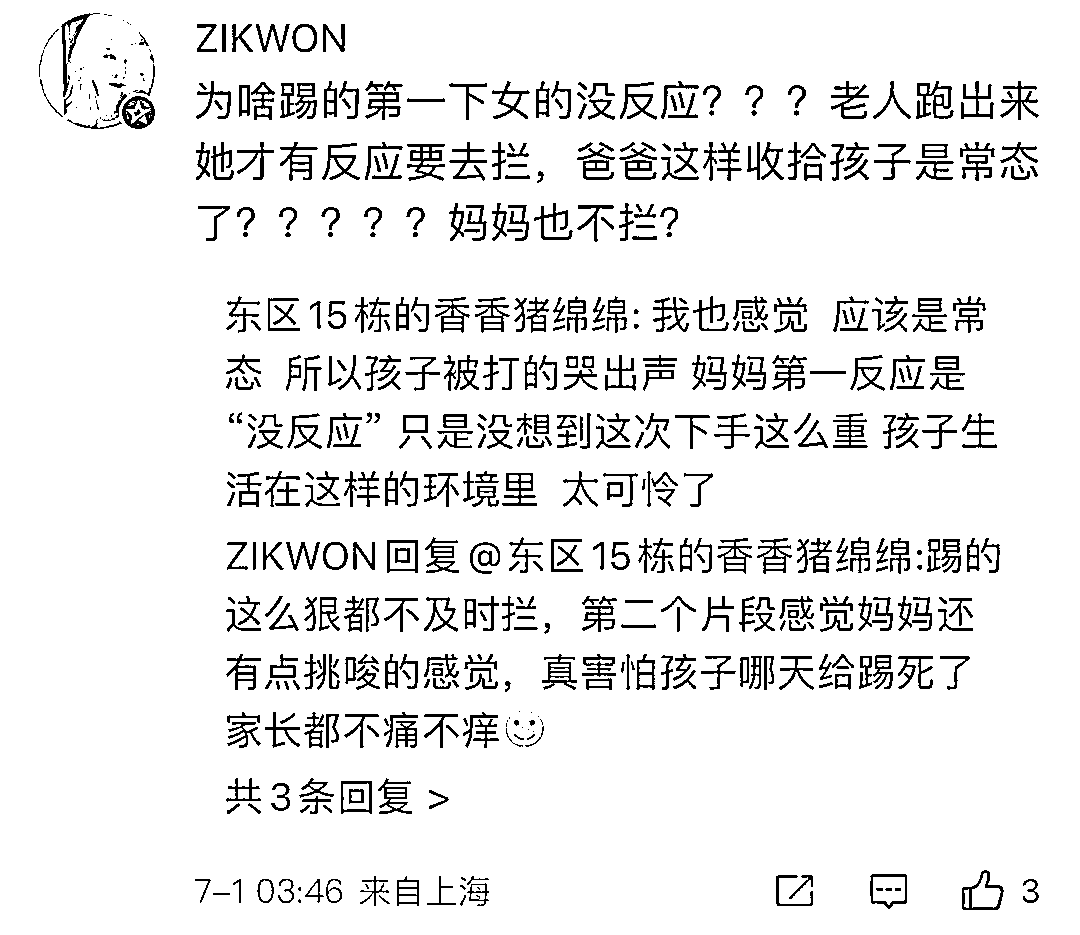 ZIKWON
为啥踢的第一下女的没反应？？？老人跑出来
她才有反应要去拦，爸爸这样收拾孩子是常态
了？？？？？妈妈也不拦？
东区15栋的香香猪绵绵: 我也感觉 应该是常
态 所以孩子被打的哭出声 妈妈第一反应是
“没反应” 只是没想到这次下手这么重 孩子生
活在这样的环境里 太可怜了
ZIKWON回复@东区15栋的香香猪绵绵:踢的
这么狠都不及时拦，第二个片段感觉妈妈还
有点挑唆的感觉，真害怕孩子哪天给踢死了
家长都不痛不痒
共3条回复 >
7-1 03:46 来自上海
3